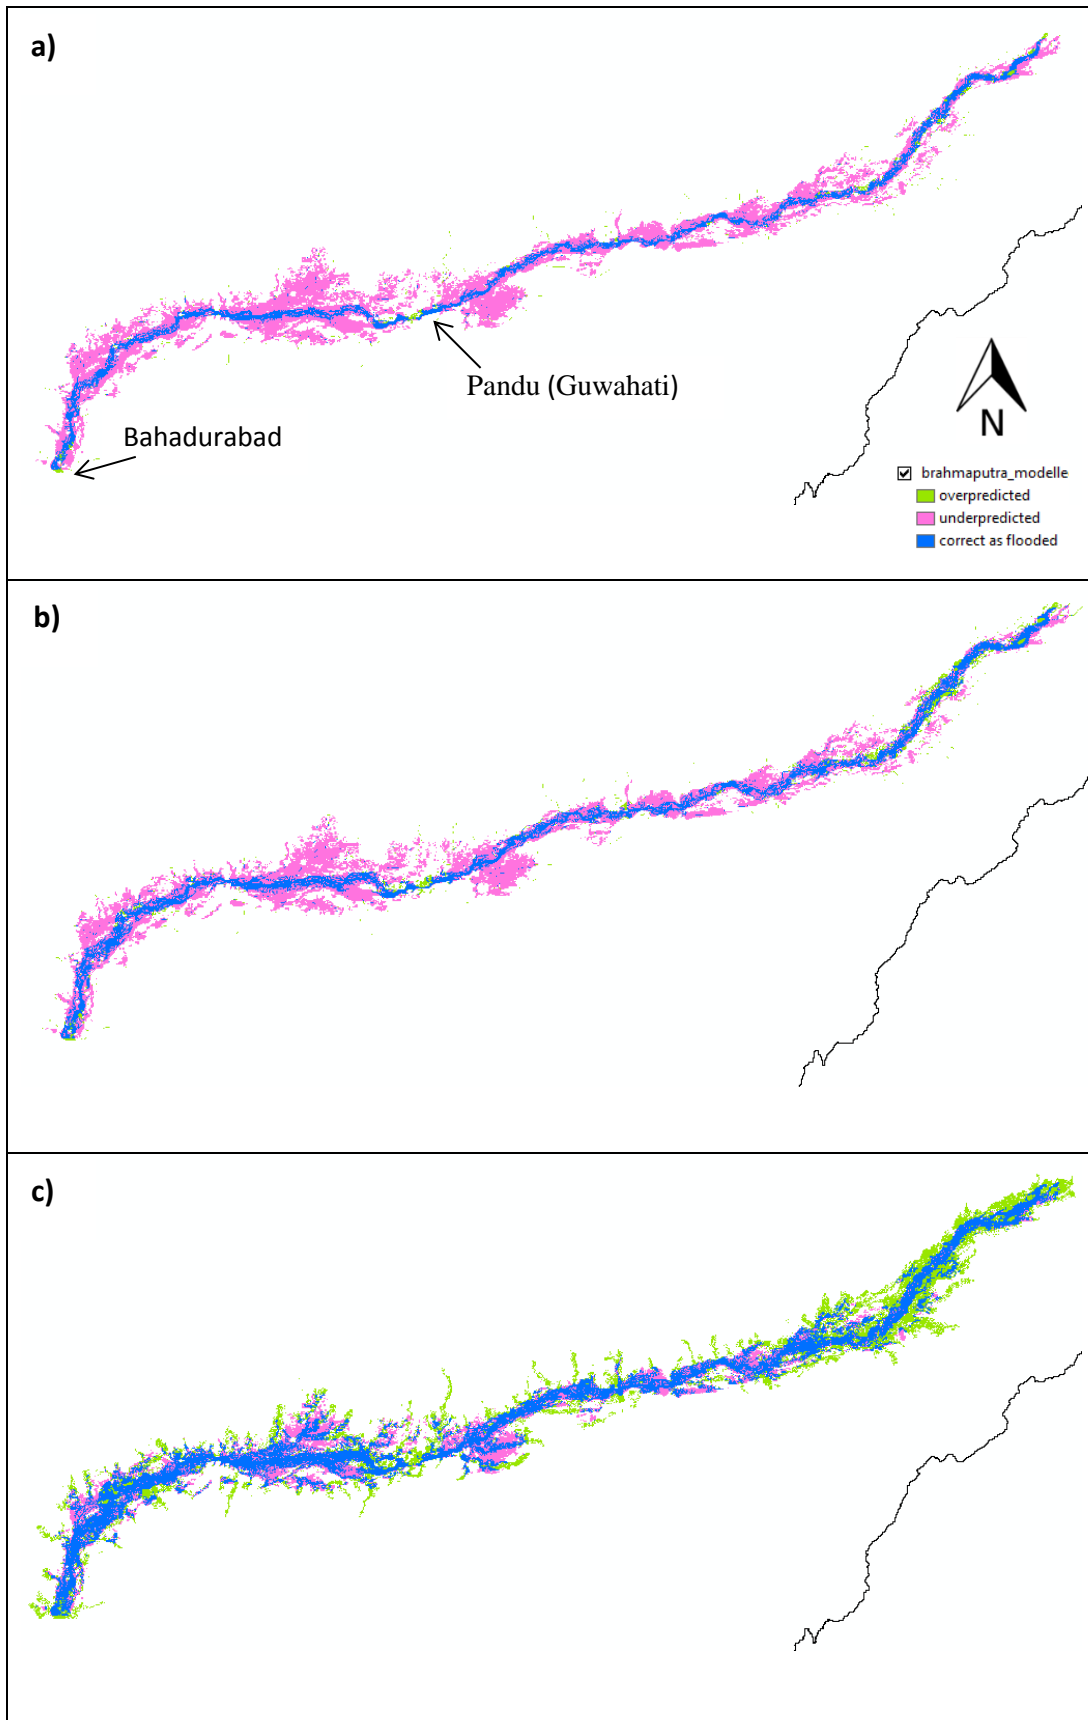 a)
Pandu (Guwahati)
Bahadurabad
N
brahmaputra_modelle
overpredicted
underpredicted
correct as flooded
b)
c)